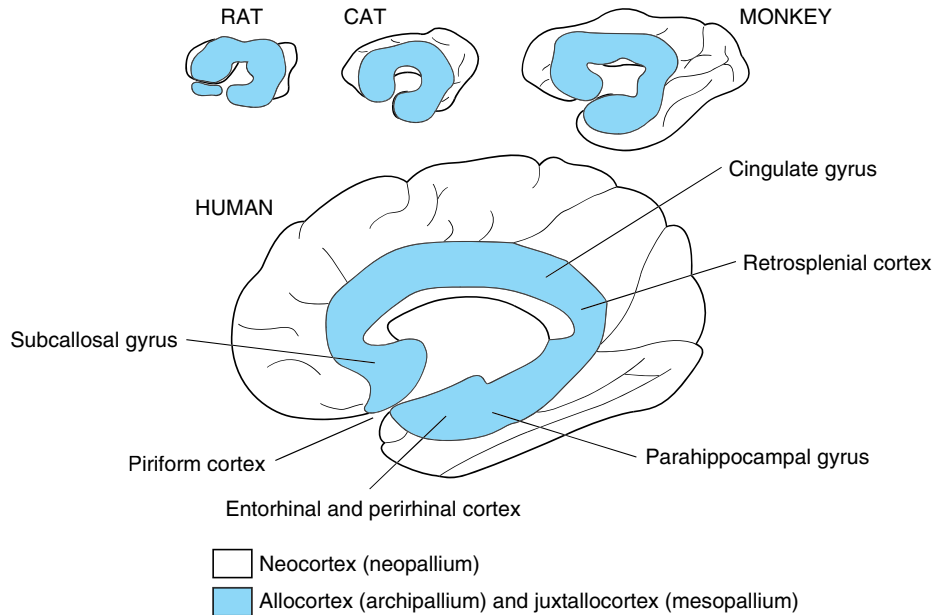 RAT
CAT
MONKEY
HUMAN
Cingulate gyrus
Retrosplenial cortex
Subcallosal gyrus
Piriform cortex
Parahippocampal gyrus
Entorhinal and perirhinal cortex
Neocortex (neopallium)
Allocortex (archipallium) and juxtallocortex (mesopallium)